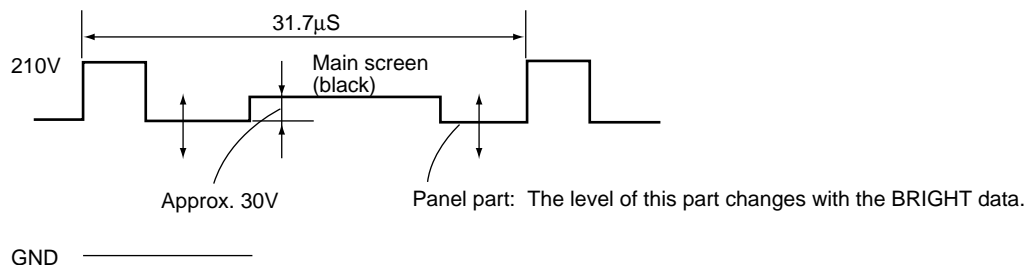 31.7μS
210V
Main screen
(black)
Approx. 30V
Panel part: The level of this part changes with the BRIGHT data.
GND